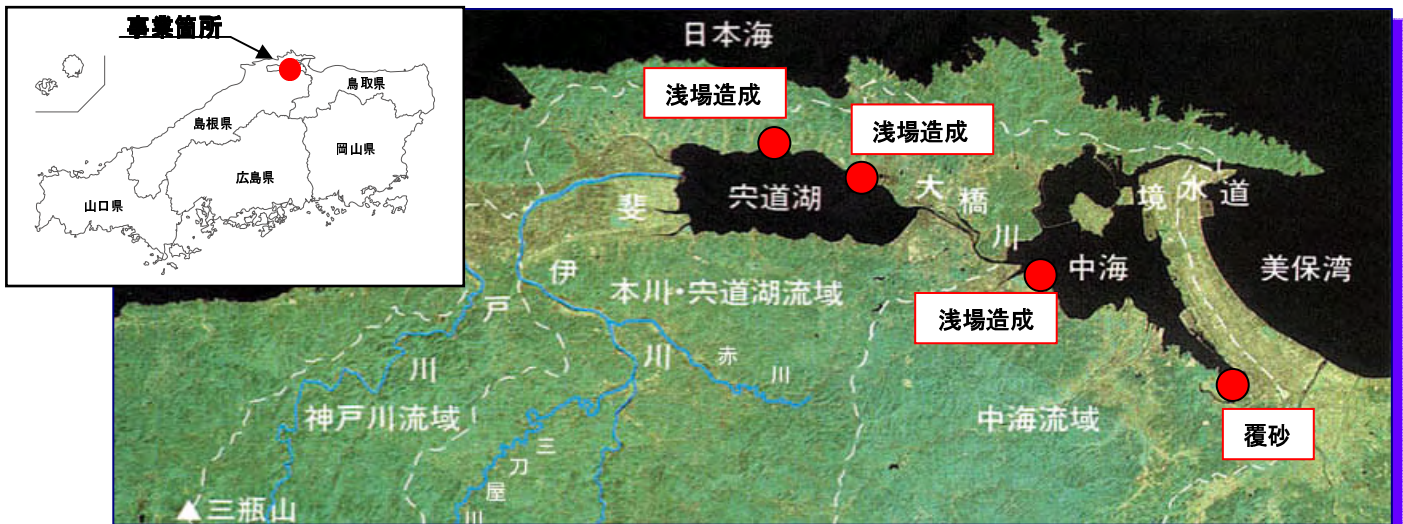 事業箇所
鳥取県
島根県
岡山県
広島県
山口県
日本海
浅場造成
浅場造成
宍道湖
大橋川
境水道
中海
美保湾
斐伊川
本川・宍道湖流域
浅場造成
赤川
神戸川
神戸川流域
三刀屋川
中海流域
覆砂
▲三瓶山